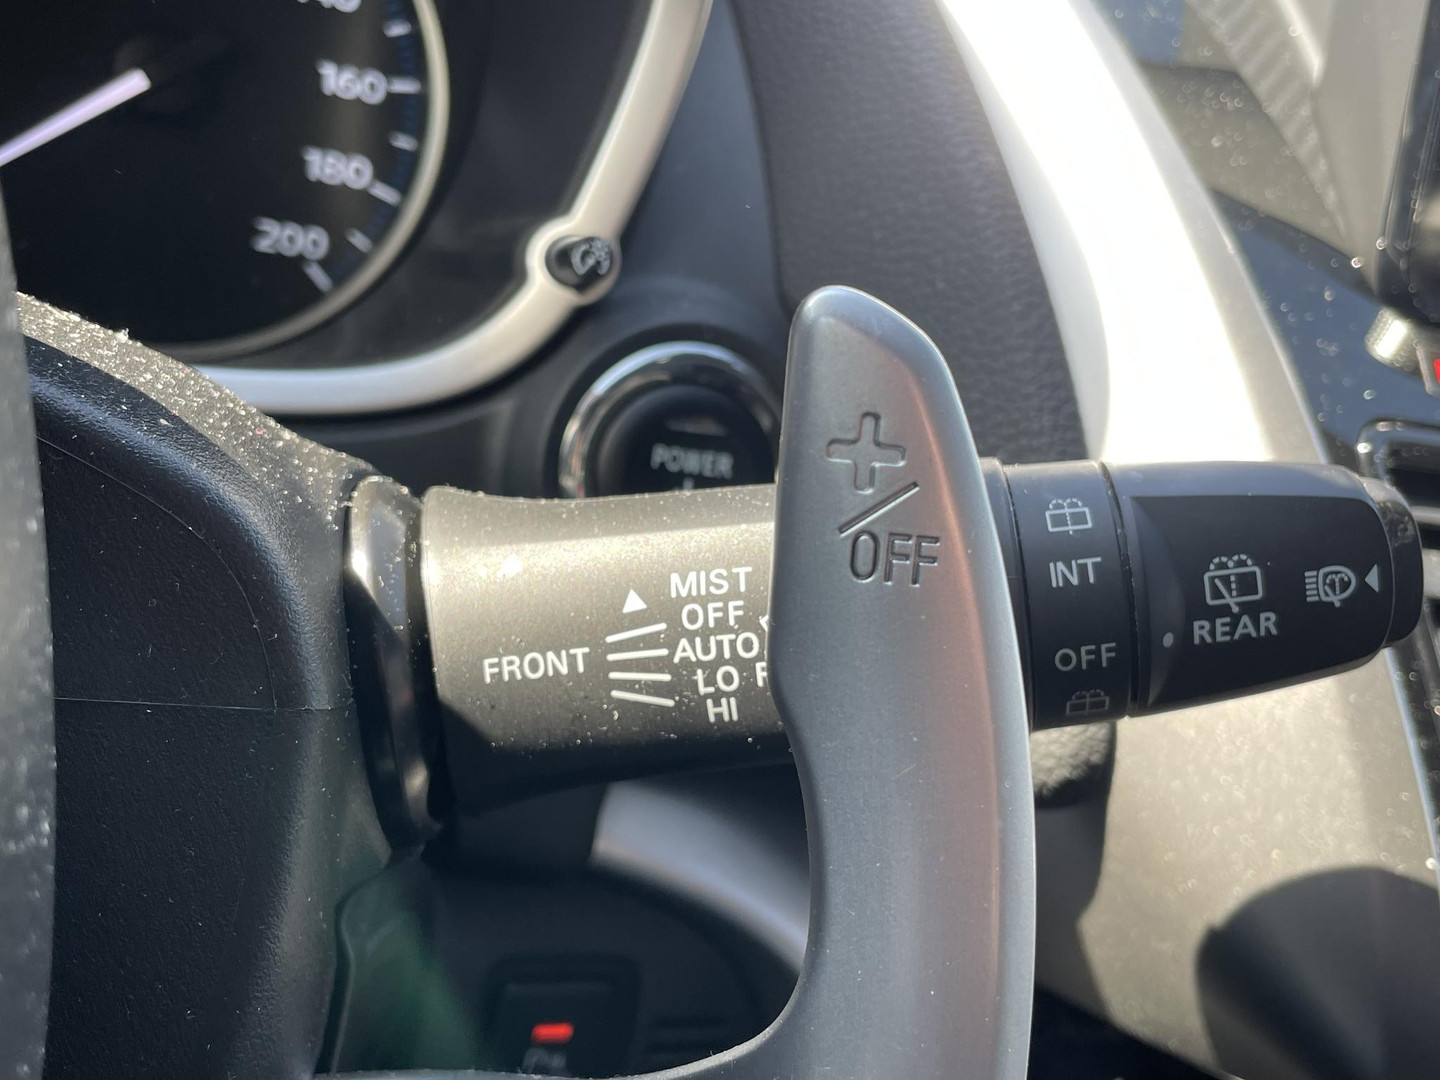 160
180
200
POWER
+/OFF
MIST
OFF
FRONT AUTO
LO
HI
INT
OFF
REAR